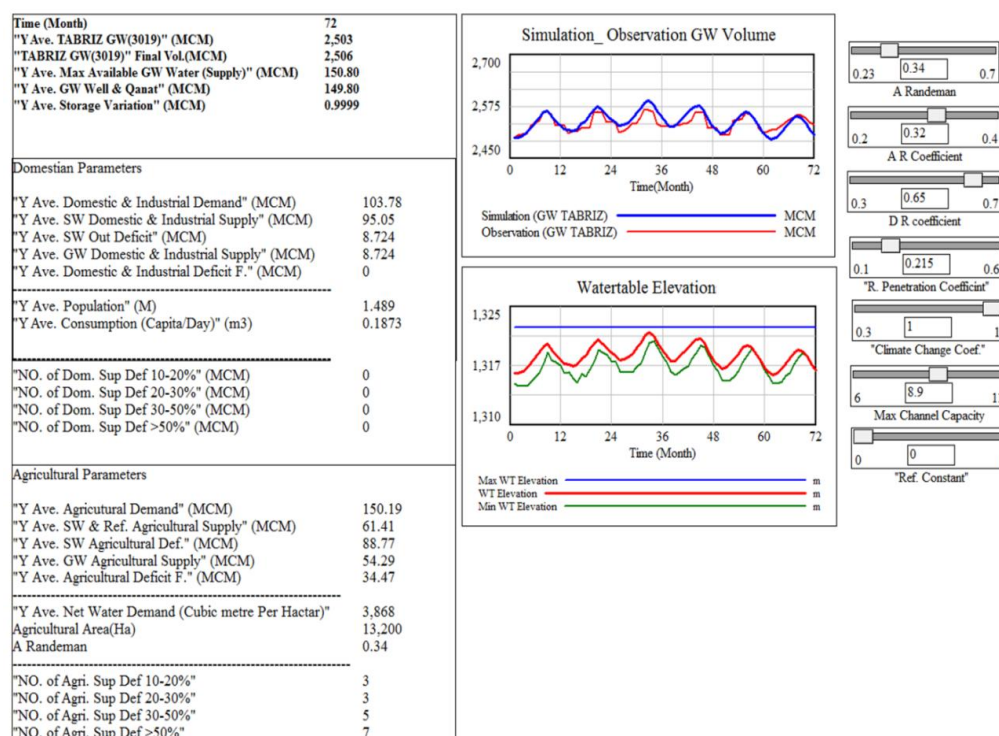 Time (Month) 72
"Y Ave. TABRIZ GW(3019)" (MCM) 2,503
"TABRIZ GW(3019)" Final Vol.(MCM) 2,506
"Y Ave. Max Available GW Water (Supply)" (MCM) 150.80
"Y Ave. GW Well & Qanat" (MCM) 149.80
"Y Ave. Storage Variation" (MCM) 0.9999
Domestian Parameters
"Y Ave. Domestic & Industrial Demand" (MCM) 103.78
"Y Ave. SW Domestic & Industrial Supply" (MCM) 95.05
"Y Ave. SW Out Deficit" (MCM) 8.724
"Y Ave. GW Domestic & Industrial Supply" (MCM) 8.724
"Y Ave. Domestic & Industrial Deficit F." (MCM) 0
"Y Ave. Population" (M) 1.489
"Y Ave. Consumption (Capita/Day)" (m3) 0.1873
"NO. of Dom. Sup Def 10-20%" (MCM) 0
"NO. of Dom. Sup Def 20-30%" (MCM) 0
"NO. of Dom. Sup Def 30-50%" (MCM) 0
"NO. of Dom. Sup Def >50%" (MCM) 0
Agricultural Parameters
"Y Ave. Agricutural Demand" (MCM) 150.19
"Y Ave. SW & Ref. Agricultural Supply" (MCM) 61.41
"Y Ave. SW Agricultural Def." (MCM) 88.77
"Y Ave. GW Agricultural Supply" (MCM) 54.29
"Y Ave. Agricultural Deficit F." (MCM) 34.47
"Y Ave. Net Water Demand (Cubic metre Per Hactar)" 3,868
Agricultural Area(Ha) 13,200
A Randeman 0.34
"NO. of Agri. Sup Def 10-20%" 3
"NO. of Agri. Sup Def 20-30%" 3
"NO. of Agri. Sup Def 30-50%" 5
"NO. of Agri. Sup Def >50%" 7
Simulation_ Observation GW Volume
2,700
2,575
2,450
0 12 24 36 48 60 72
Time(Month)
Simulation (GW TABRIZ) MCM
Observation (GW TABRIZ) MCM
Watertable Elevation
1,325
1,317
1,310
0 12 24 36 48 60 72
Time (Month)
Max WT Elevation m
WT Elevation m
Min WT Elevation m
0.23 0.34 0.7
A Randeman
0.2 0.32 0.4
A R Coefficient
0.3 0.65 0.7
D R coefficient
0.1 0.215 0.6
"R. Penetration Coefficint"
0.3 1 1
"Climate Change Coef."
6 8.9
Max Channel Capacity
0 0
"Ref. Constant"